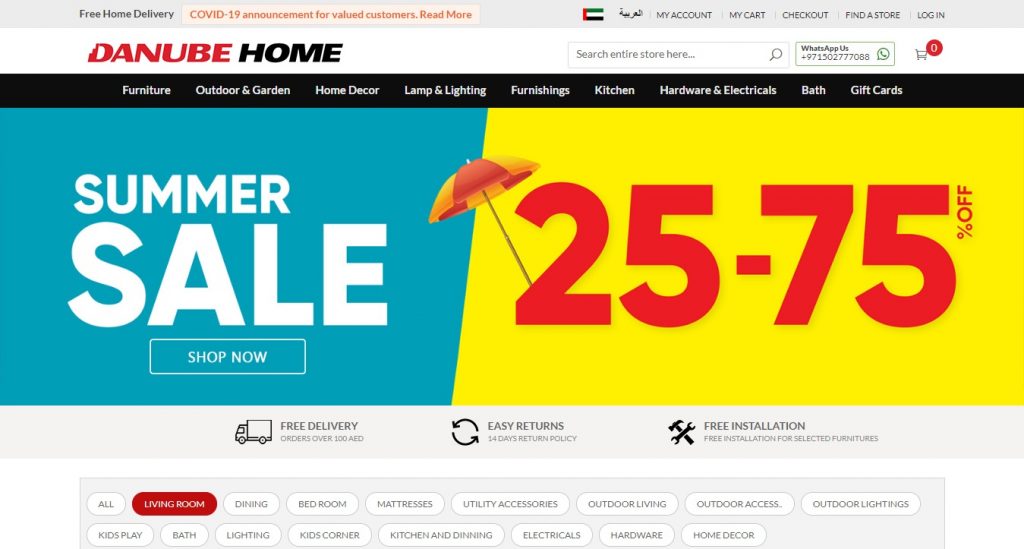 Free Home Delivery COVID-19 announcement for valued customers. Read More العربية MY ACCOUNT MY CART CHECKOUT FIND A STORE LOG IN
DANUBE HOME
Search entire store here...
WhatsApp Us
+971502777088
0
Furniture Outdoor & Garden Home Decor Lamp & Lighting Furnishings Kitchen Hardware & Electricals Bath Gift Cards
SUMMER
SALE
SHOP NOW
25-75
%OFF
FREE DELIVERY
ORDERS OVER 100 AED
EASY RETURNS
14 DAYS RETURN POLICY
FREE INSTALLATION
FREE INSTALLATION FOR SELECTED FURNITURES
ALL LIVING ROOM DINING BED ROOM MATTRESSES UTILITY ACCESSORIES OUTDOOR LIVING OUTDOOR ACCESS.. OUTDOOR LIGHTINGS
KIDS PLAY BATH LIGHTING KIDS CORNER KITCHEN AND DINNING ELECTRICALS HARDWARE HOME DECOR